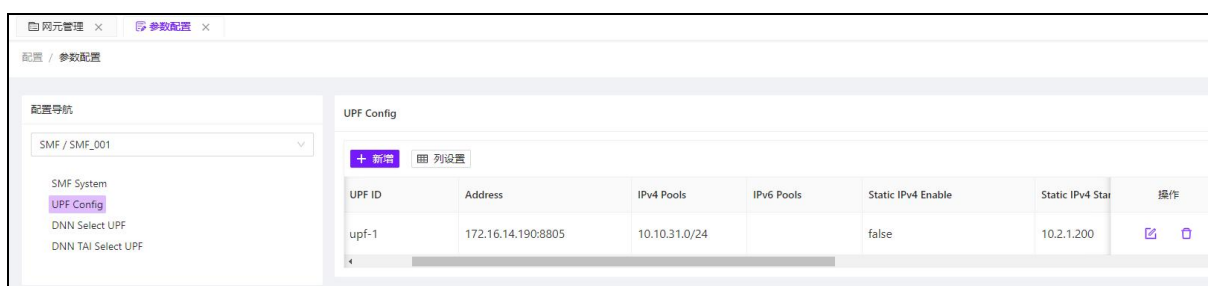 网元管理 参数配置
配置 / 参数配置
配置导航
SMF / SMF_001
SMF System
UPF Config
DNN Select UPF
DNN TAI Select UPF
UPF Config
+ 新增 列设置
UPF ID Address IPv4 Pools IPv6 Pools Static IPv4 Enable Static IPv4 Star 操作
upf-1 172.16.14.190:8805 10.10.31.0/24 false 10.2.1.200